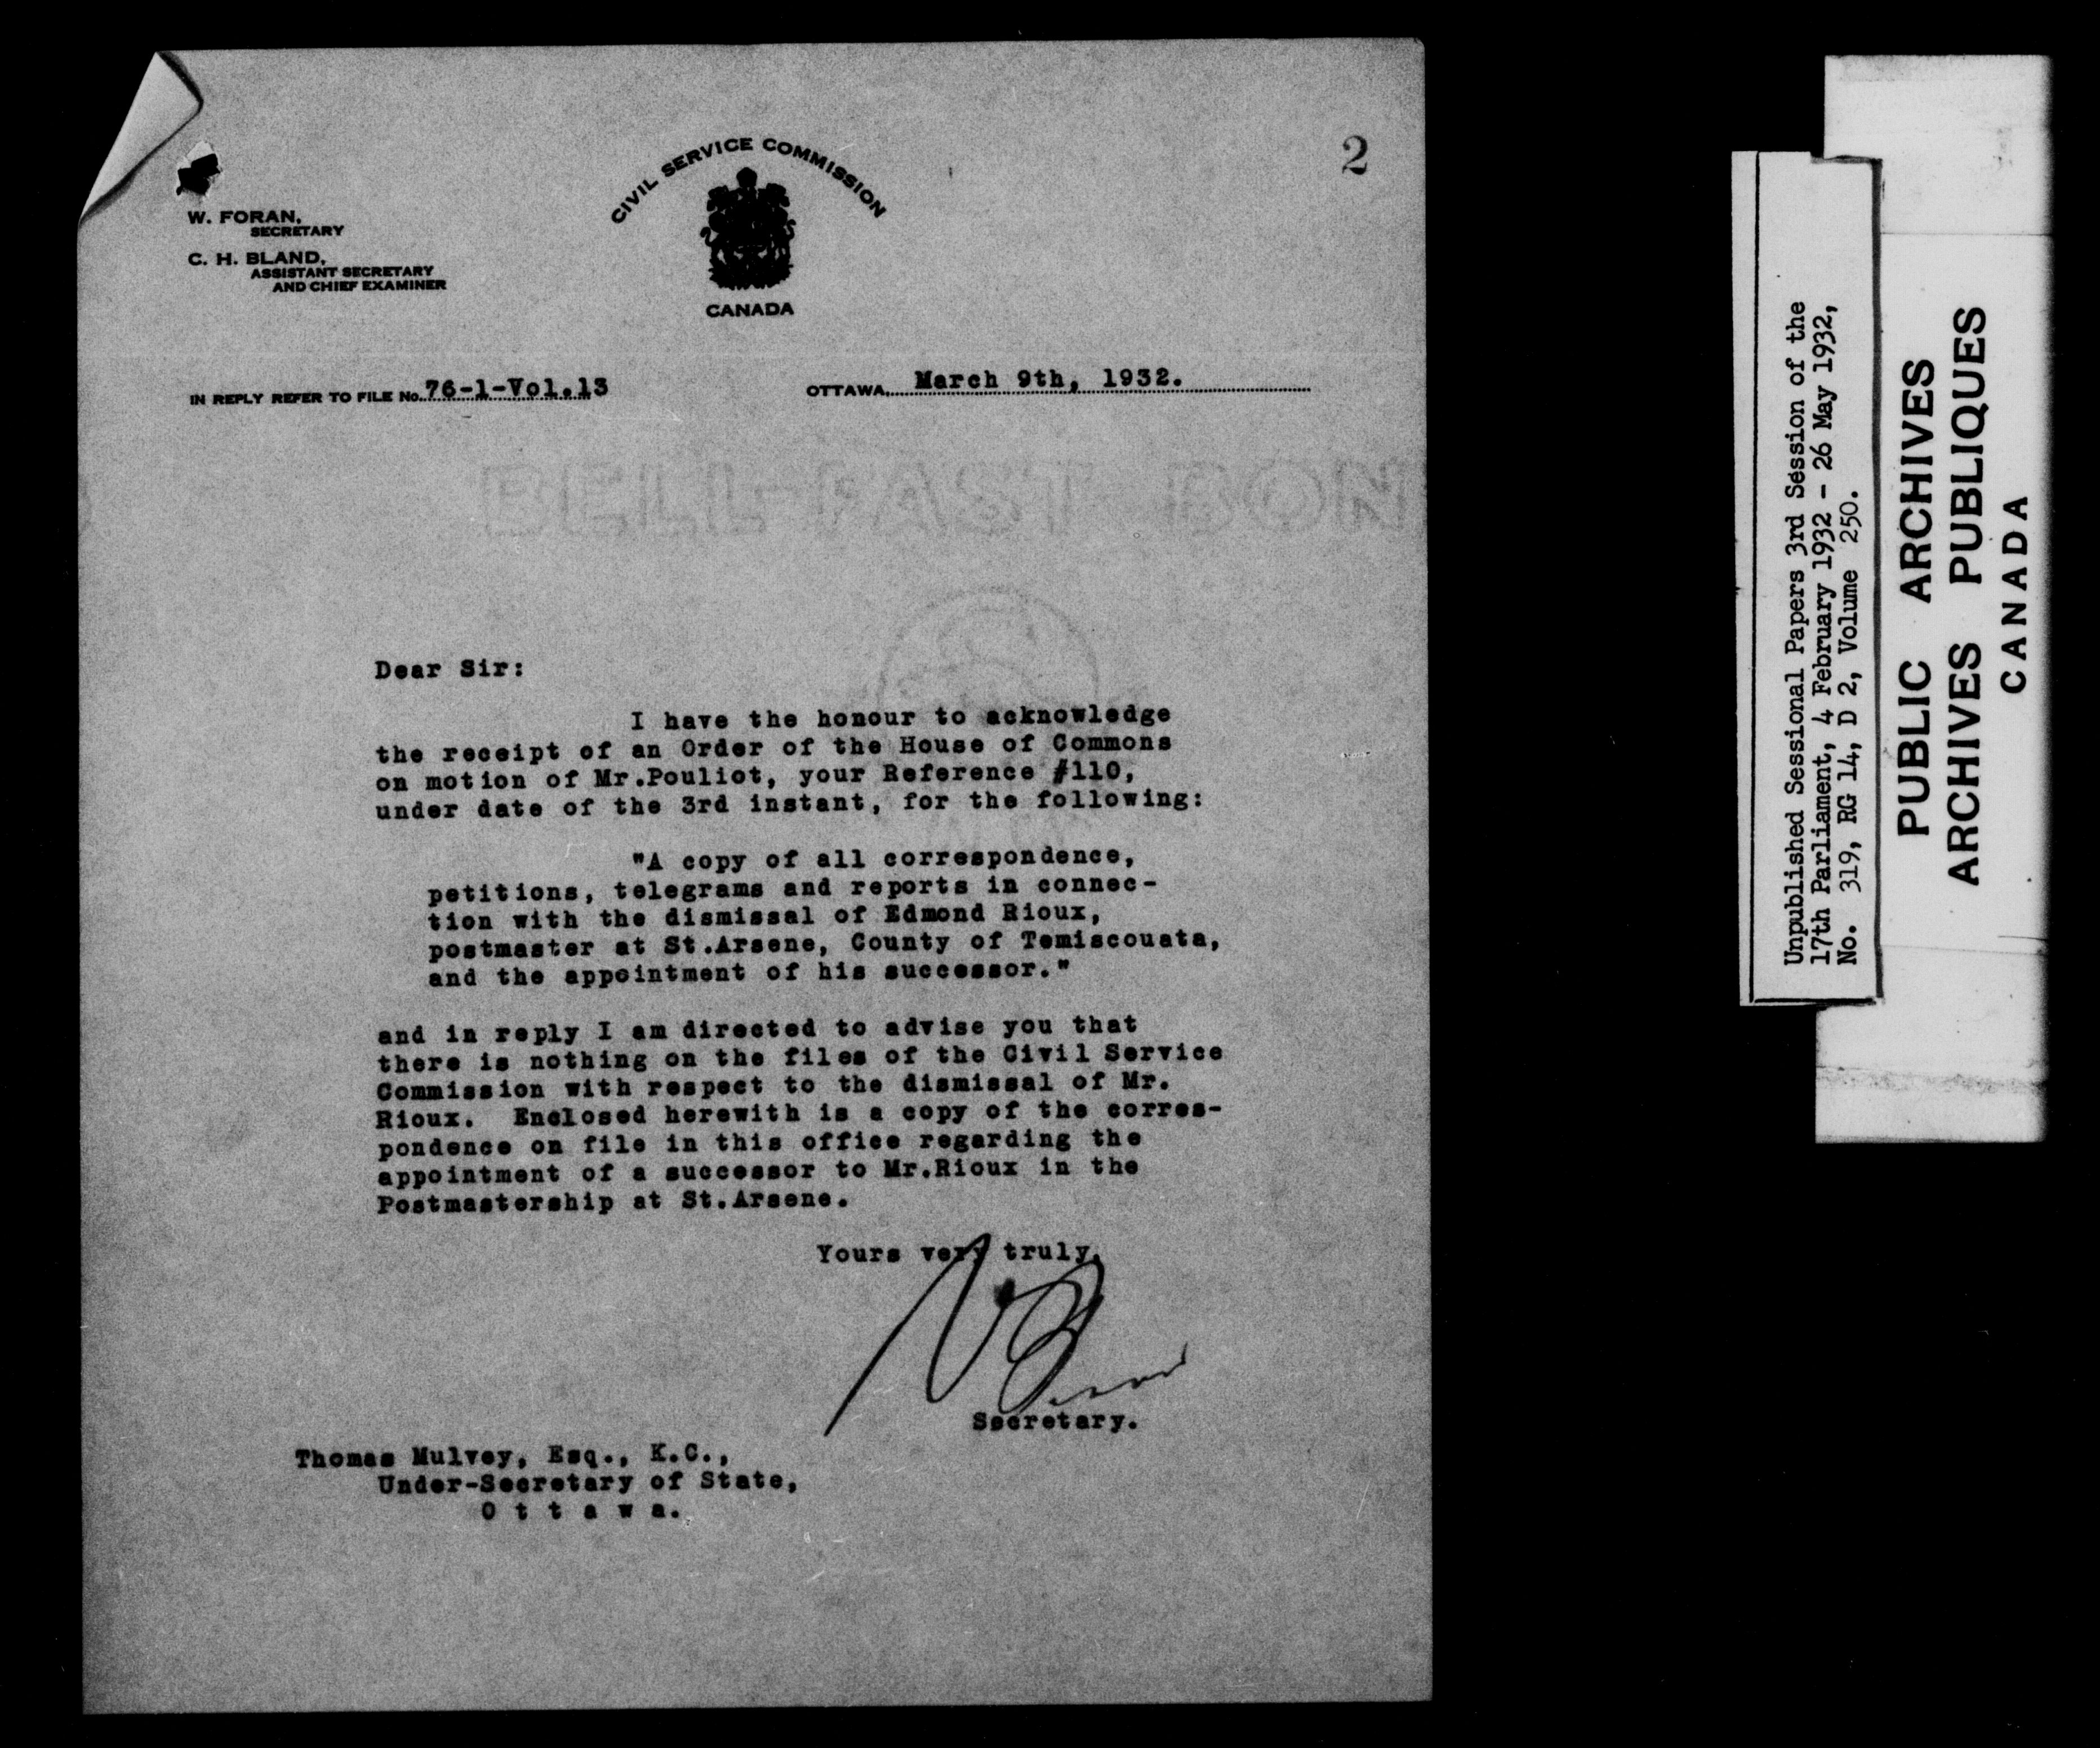 2
CIVIL SERVICE COMMISSION
CANADA
W. FORAN,
SECRETARY
C. H. BLAND,
ASSISTANT SECRETARY
AND CHIEF EXAMINER
IN REPLY REFER TO FILE No. 76-1-Vol.13
OTTAWA, March 9th, 1932.
BELL-FAST BON
Dear Sir:
I have the honour to acknowledge
the receipt of an Order of the House of Commons
on motion of Mr.Pouliot, your Reference #110,
under date of the 3rd instant, for the following:
"A copy of all correspondence,
petitions, telegrams and reports in connec-
tion with the dismissal of Edmond Rioux,
postmaster at St.Arsene, County of Temiscouata,
and the appointment of his successor."
and in reply I am directed to advise you that
there is nothing on the files of the Civil Service
Commission with respect to the dismissal of Mr.
Rioux. Enclosed herewith is a copy of the corres-
pondence on file in this office regarding the
appointment of a successor to Mr.Rioux in the
Postmastership at St.Arsene.
Yours very truly,
W Foran
Secretary.
Thomas Mulvey, Esq., K.C.,
Under-Secretary of State,
O t t a w a.
Unpublished Sessional Papers 3rd Session of the
17th Parliament, 4 February 1932 - 26 May 1932,
No. 319, RG 14, D 2, Volume 250.
PUBLIC ARCHIVES
ARCHIVES PUBLIQUES
CANADA